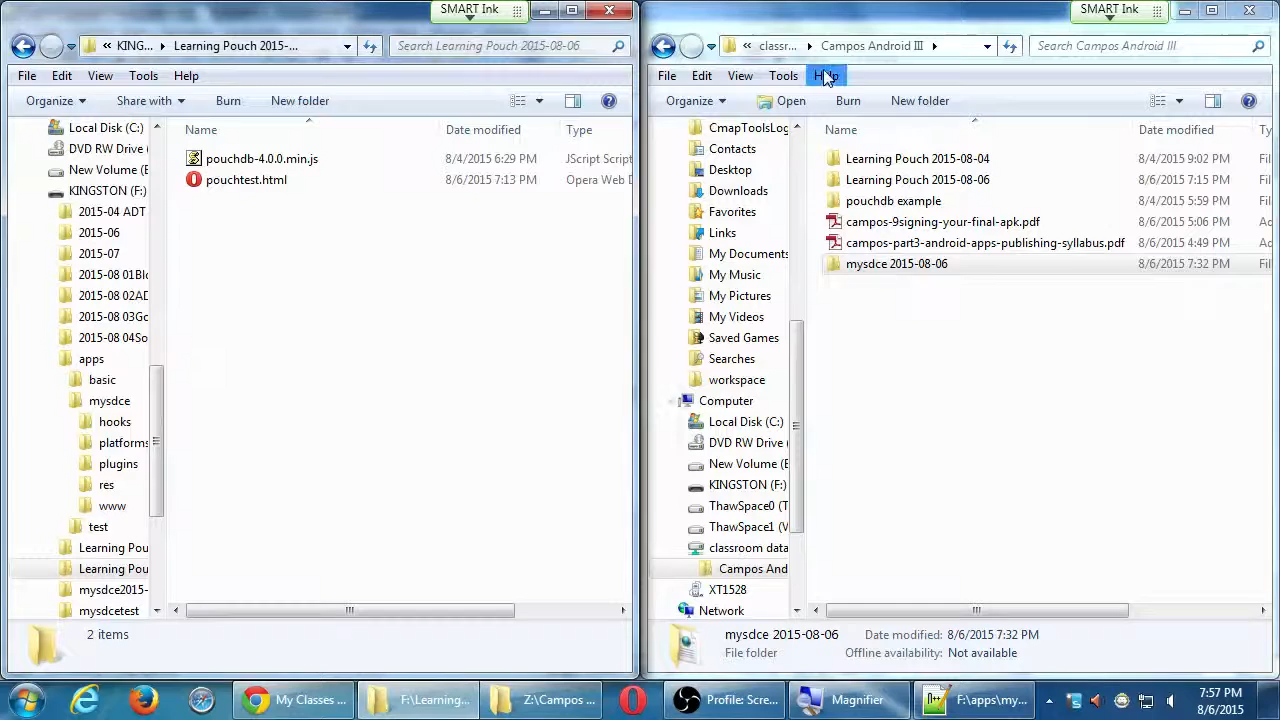 SMART Ink
« KING... ▸ Learning Pouch 2015-...
Search Learning Pouch 2015-08-06
File Edit View Tools Help
Organize Share with Burn New folder
Local Disk (C:)
DVD RW Drive (
New Volume (E
KINGSTON (F:)
2015-04 ADT
2015-06
2015-07
2015-08 01Blo
2015-08 02AD
2015-08 03Go
2015-08 04So
apps
basic
mysdce
hooks
platforms
plugins
res
www
test
Learning Pou
Learning Pou
mysdce2015-
mysdcetest
Name Date modified Type
pouchdb-4.0.0.min.js 8/4/2015 6:29 PM JScript Script
pouchtest.html 8/6/2015 7:13 PM Opera Web D
2 items
SMART Ink
« classr... ▸ Campos Android III ▸
Search Campos Android III
File Edit View Tools Help
Organize Open Burn New folder
CmapToolsLog
Contacts
Desktop
Downloads
Favorites
Links
My Documents
My Music
My Pictures
My Videos
Saved Games
Searches
workspace
Computer
Local Disk (C:)
DVD RW Drive (
New Volume (E
KINGSTON (F:)
ThawSpace0 (T
ThawSpace1 (V
classroom data
Campos And
XT1528
Network
Name Date modified Ty
Learning Pouch 2015-08-04 8/4/2015 9:02 PM Fil
Learning Pouch 2015-08-06 8/6/2015 7:15 PM Fil
pouchdb example 8/4/2015 5:59 PM Fil
campos-9signing-your-final-apk.pdf 8/6/2015 5:06 PM Ad
campos-part3-android-apps-publishing-syllabus.pdf 8/6/2015 4:49 PM Ad
mysdce 2015-08-06 8/6/2015 7:32 PM Fil
mysdce 2015-08-06 Date modified: 8/6/2015 7:32 PM
File folder Offline availability: Not available
My Classes ... F:\Learning... Z:\Campos ... Profile: Scre... Magnifier F:\apps\my... 7:57 PM
8/6/2015